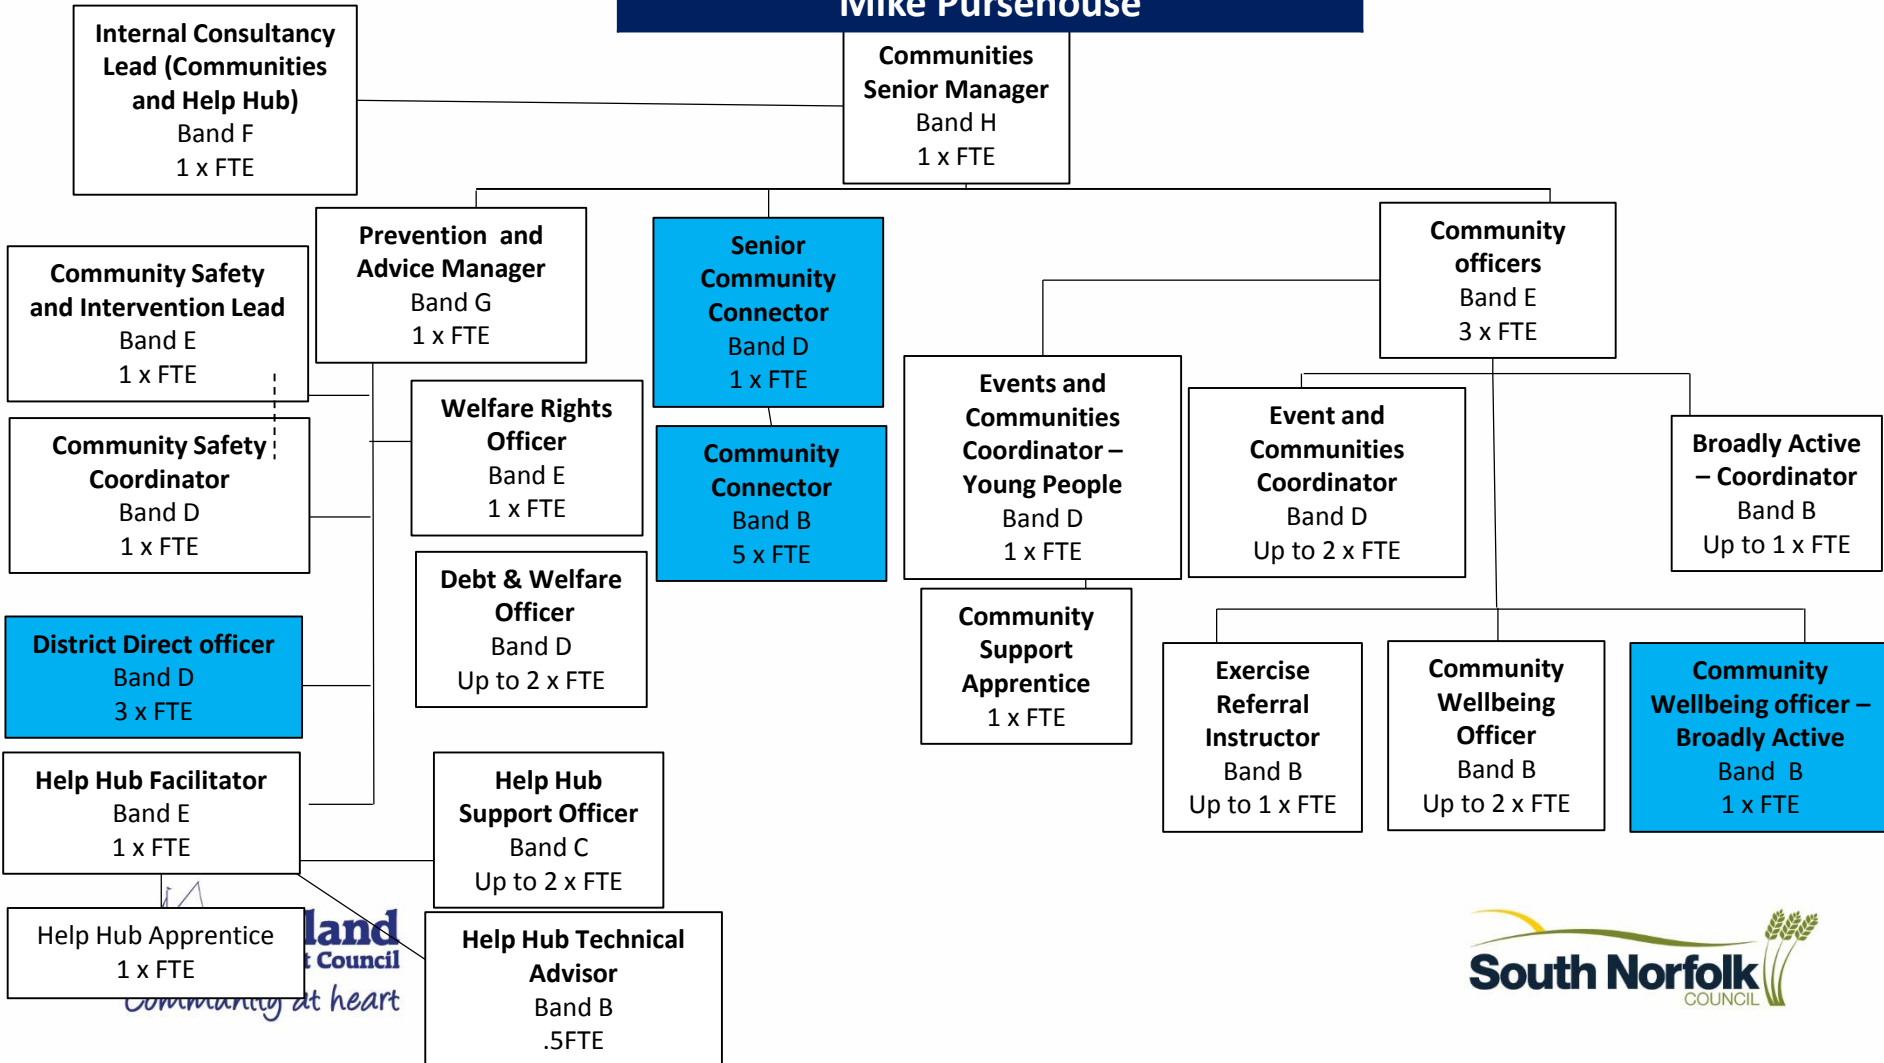 Mike Pursehouse
Internal Consultancy
Lead (Communities
and Help Hub)
Band F
1 x FTE
Communities
Senior Manager
Band H
1 x FTE
Prevention and
Advice Manager
Band G
1 x FTE
Senior
Community
Connector
Band D
1 x FTE
Community
officers
Band E
3 x FTE
Community Safety
and Intervention Lead
Band E
1 x FTE
Community Safety
Coordinator
Band D
1 x FTE
Welfare Rights
Officer
Band E
1 x FTE
Community
Connector
Band B
5 x FTE
Events and
Communities
Coordinator –
Young People
Band D
1 x FTE
Event and
Communities
Coordinator
Band D
Up to 2 x FTE
Broadly Active
– Coordinator
Band B
Up to 1 x FTE
Debt & Welfare
Officer
Band D
Up to 2 x FTE
District Direct officer
Band D
3 x FTE
Community
Support
Apprentice
1 x FTE
Exercise
Referral
Instructor
Band B
Up to 1 x FTE
Community
Wellbeing
Officer
Band B
Up to 2 x FTE
Community
Wellbeing officer –
Broadly Active
Band B
1 x FTE
Help Hub Facilitator
Band E
1 x FTE
Help Hub
Support Officer
Band C
Up to 2 x FTE
Help Hub Apprentice
1 x FTE
Help Hub Technical
Advisor
Band B
.5FTE
land
t Council
Community at heart
South Norfolk
COUNCIL